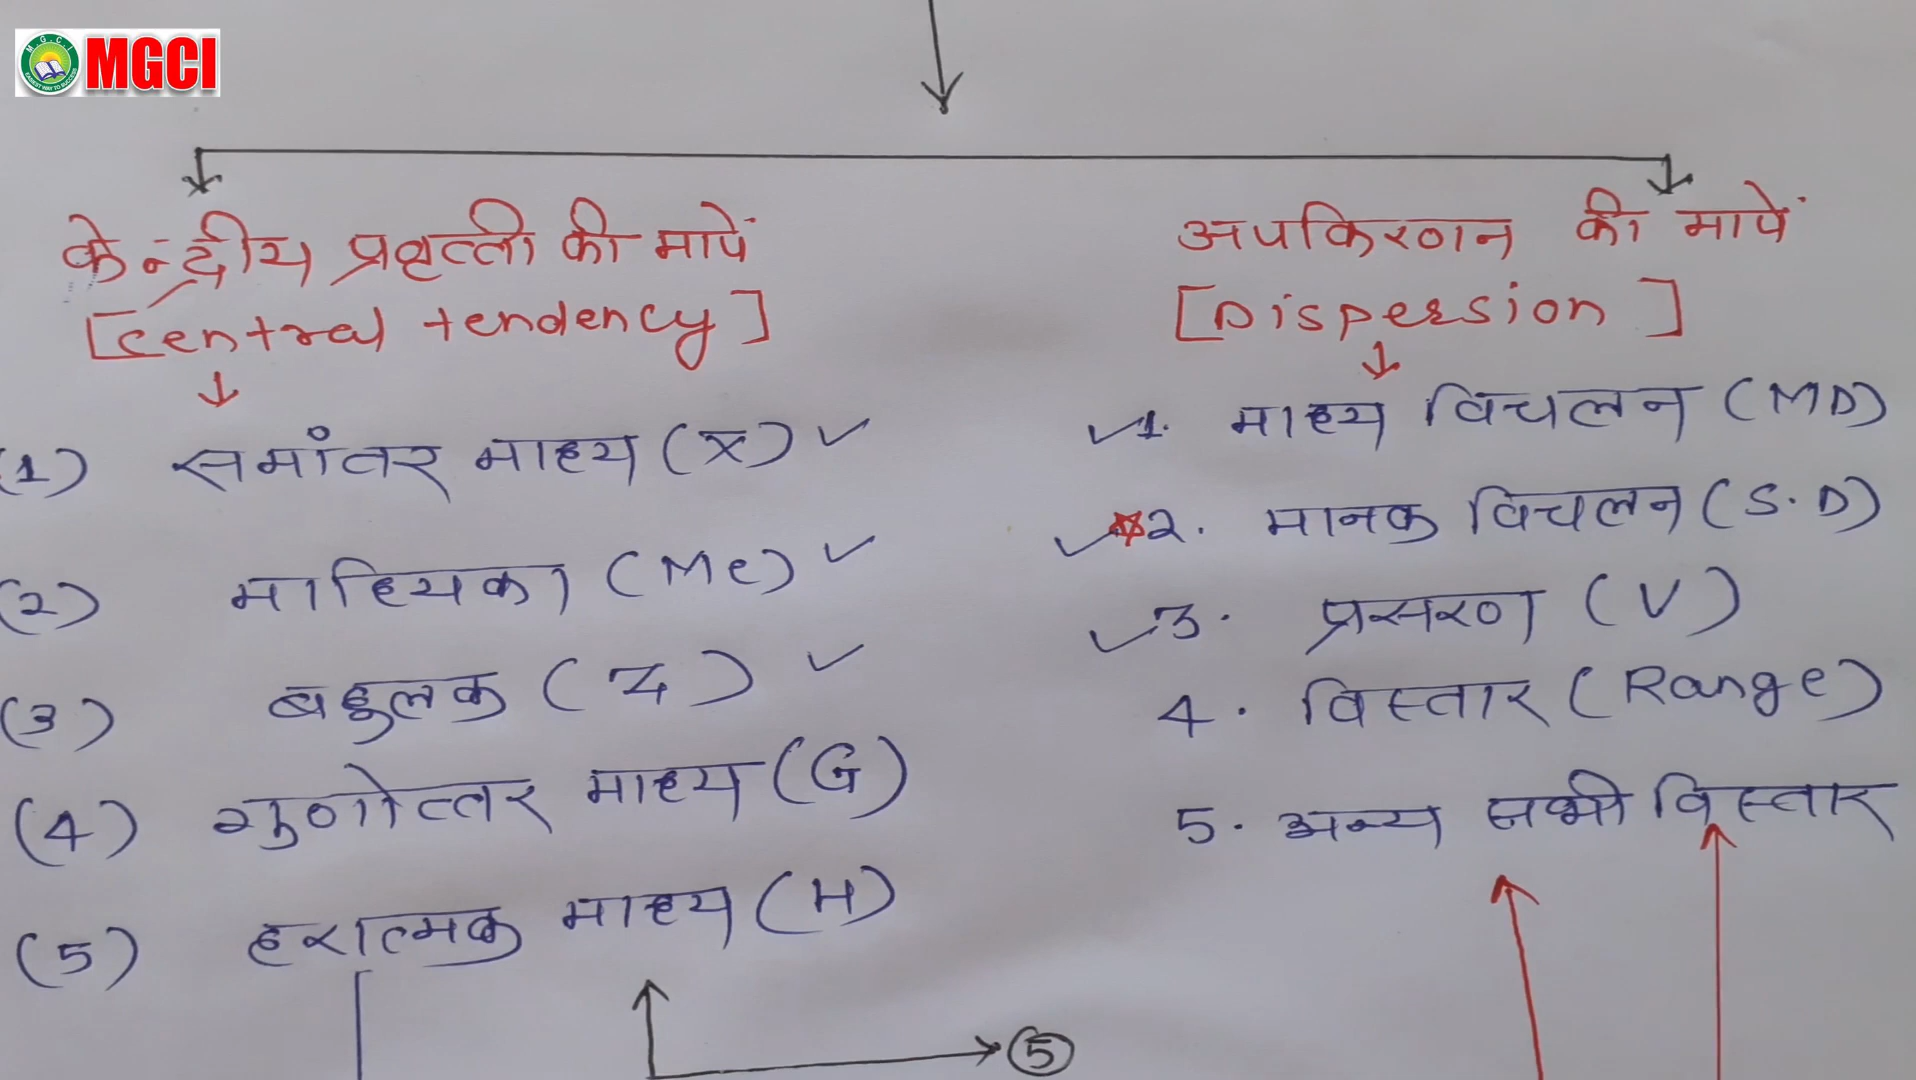 MGCI
केन्द्रीय प्रवृत्ती की मापें
[central tendency]
(1) समांतर माध्य (x̄) ✓
(2) माध्यिका (Me) ✓
(3) बहुलक (Z) ✓
(4) गुणोत्तर माध्य (G)
(5) हरात्मक माध्य (H)
5
अपकिरणन की मापें
[Dispersion]
✓1. माध्य विचलन (MD)
✓☆2. मानक विचलन (S.D)
✓3. प्रसरण (V)
4. विस्तार (Range)
5. अन्य सभी विस्तार